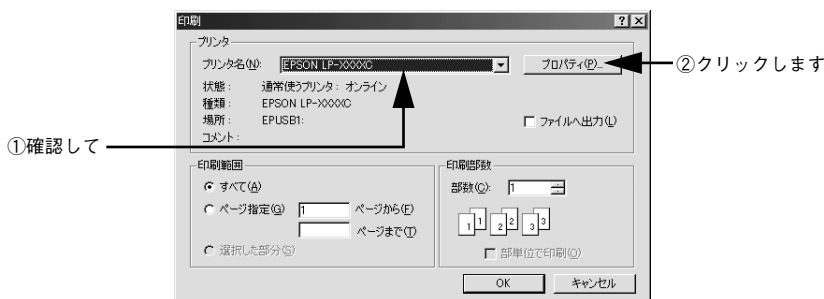 印刷
プリンタ
プリンタ名(N): EPSON LP-XXXXC プロパティ(P)...
②クリックします
状態: 通常使うプリンタ: オンライン
種類: EPSON LP-XXXXC
場所: EPUSB1:
ファイルへ出力(L)
コメント:
①確認して
印刷範囲
すべて(A)
ページ指定(G) 1 ページから(F)
ページまで(T)
選択した部分(S)
印刷部数
部数(C): 1
1 1 2 2 3 3
部単位で印刷(O)
OK キャンセル